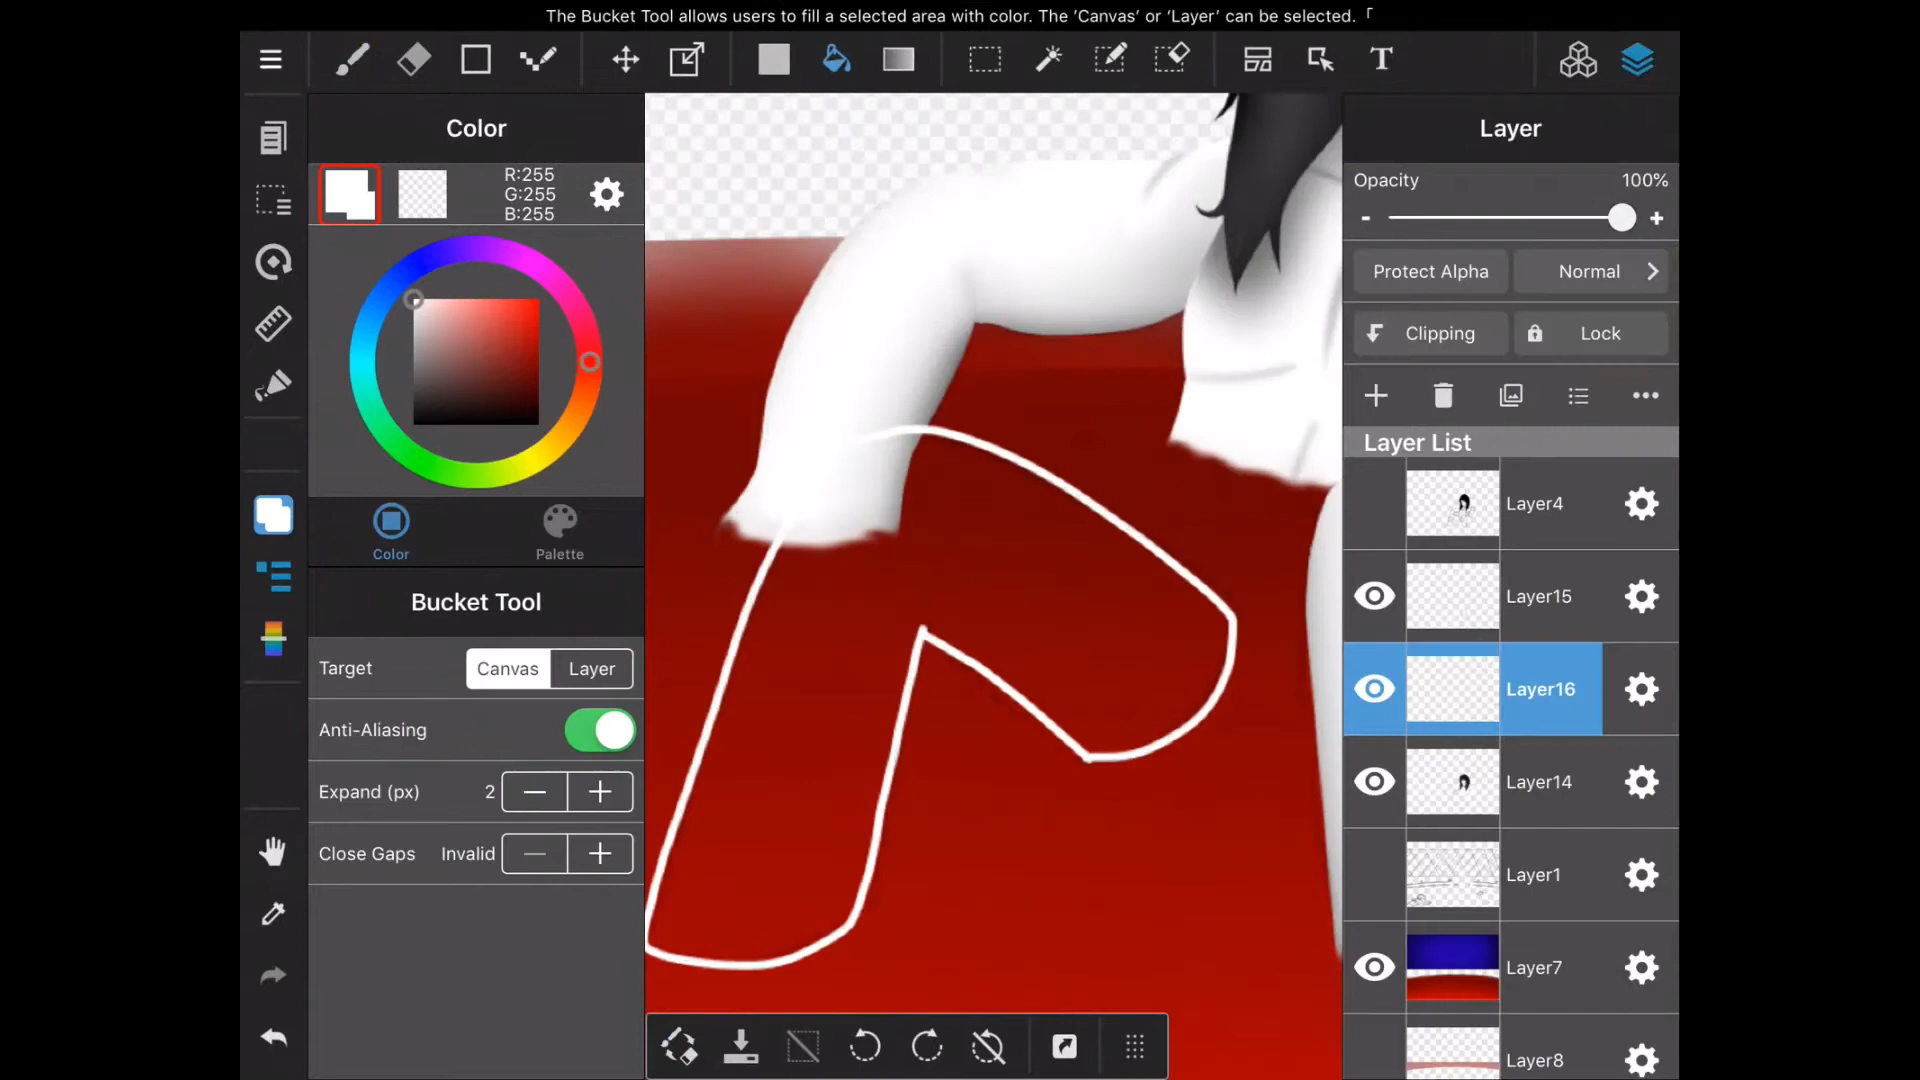 The Bucket Tool allows users to fill a selected area with color. The ‘Canvas’ or ‘Layer’ can be selected.「
T
Color
R:255
G:255
B:255
Color
Palette
Bucket Tool
Target
Canvas
Layer
Anti-Aliasing
Expand (px)
2
Close Gaps
Invalid
Layer
Opacity
100%
Protect Alpha
Normal
Clipping
Lock
Layer List
Layer4
Layer15
Layer16
Layer14
Layer1
Layer7
Layer8